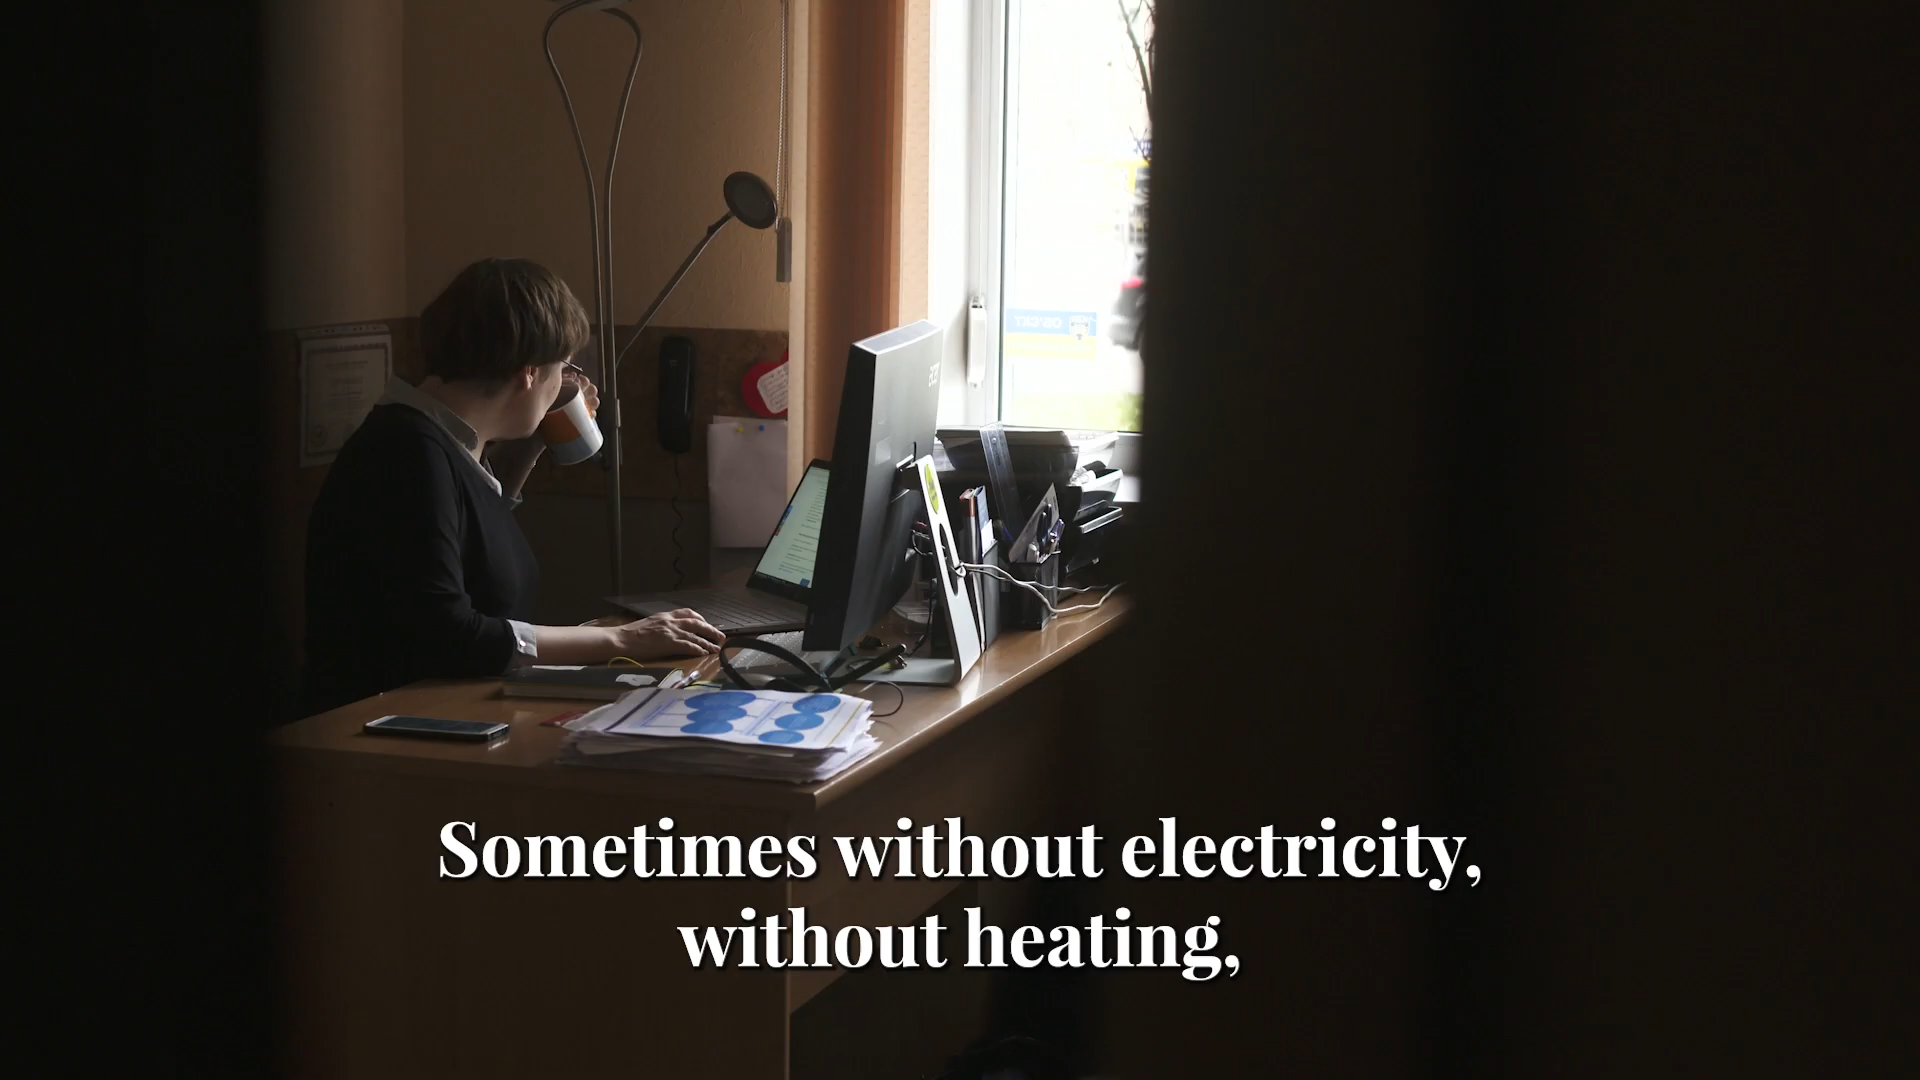 Sometimes without electricity,
without heating,